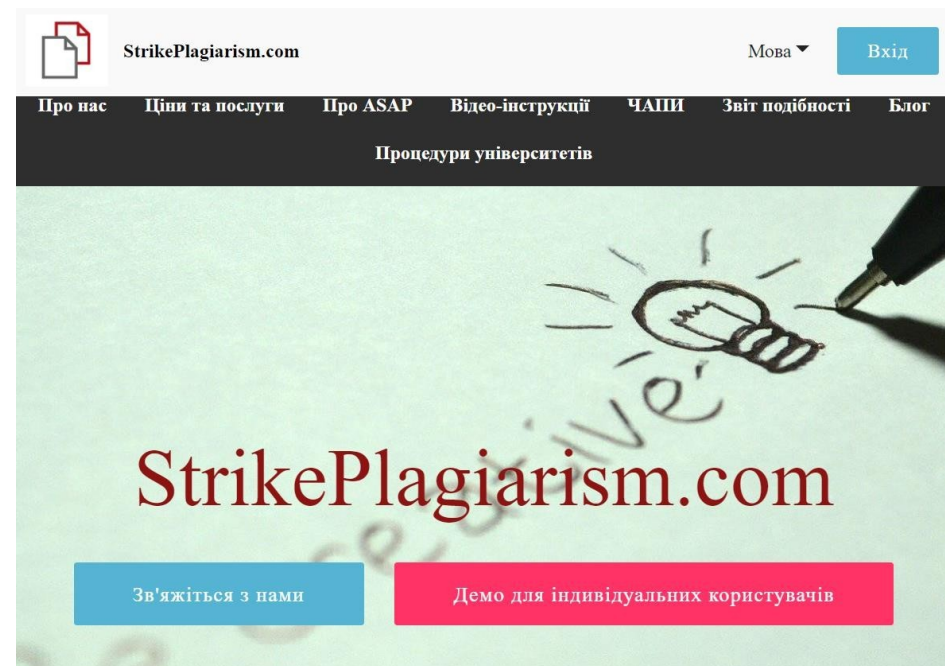 StrikePlagiarism.com Мова Вхід
Про нас Ціни та послуги Про ASAP Відео-інструкції ЧАПИ Звіт подібності Блог
Процедури університетів
creative
StrikePlagiarism.com
Зв'яжіться з нами Демо для індивідуальних користувачів